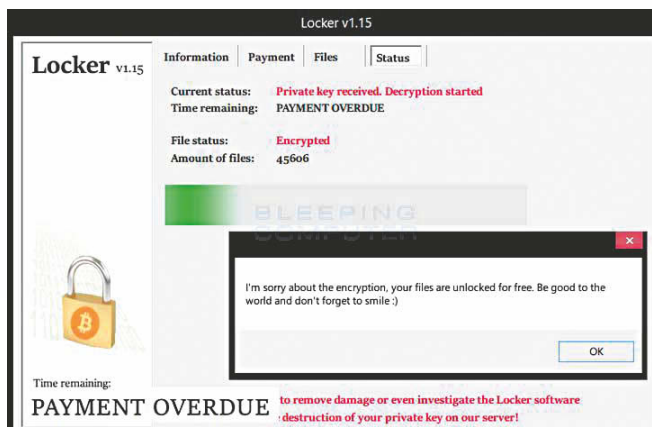 Locker v1.15
Locker v1.15
Information Payment Files Status
Current status: Private key received. Decryption started
Time remaining: PAYMENT OVERDUE
File status: Encrypted
Amount of files: 45606
BLEEPING
COMPUTER
I'm sorry about the encryption, your files are unlocked for free. Be good to the
world and don't forget to smile :)
OK
Time remaining:
PAYMENT OVERDUE
to remove damage or even investigate the Locker software
destruction of your private key on our server!